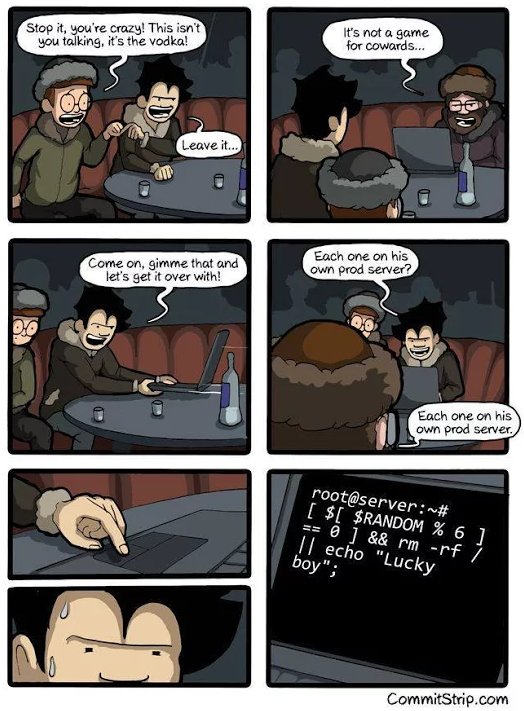 Stop it, you're crazy! This isn't
you talking, it's the vodka!
Leave it...
It's not a game
for cowards...
Come on, gimme that and
let's get it over with!
Each one on his
own prod server?
Each one on his
own prod server.
root@server:~#
[ $[ $RANDOM % 6 ]
== 0 ] && rm -rf /
|| echo "Lucky
boy";
CommitStrip.com